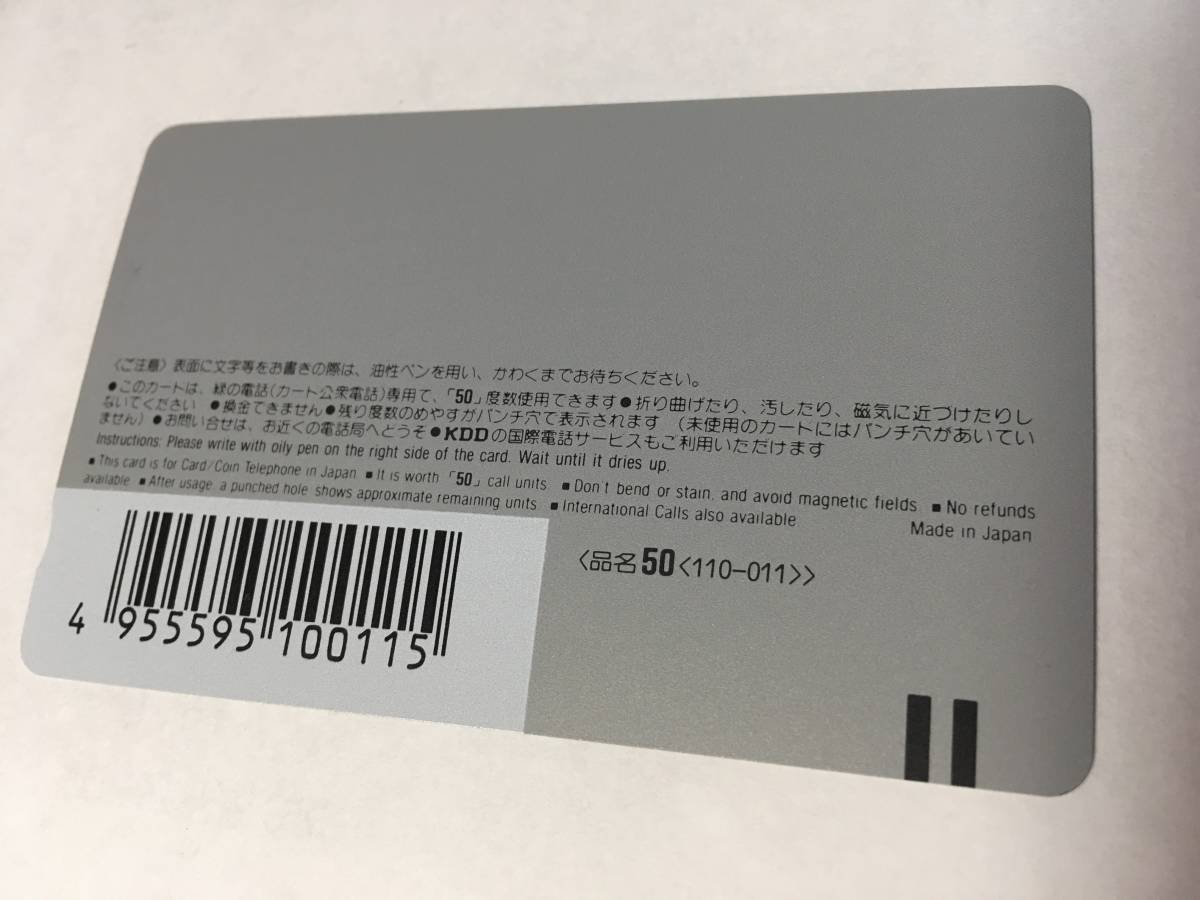 〈ご注意〉表面に文字等をお書きの際は、油性ペンを用い、かわくまでお待ちください。
●このカードは、緑の電話(カード公衆電話)専用で、「50」度数使用できます●折り曲げたり、汚したり、磁気に近づけたりし
ないでください ●換金できません●残り度数のめやすがパンチ穴で表示されます (未使用のカードにはパンチ穴があいてい
ません)●お問い合せは、お近くの電話局へどうぞ●KDDの国際電話サービスもご利用いただけます
Instructions: Please write with oily pen on the right side of the card. Wait until it dries up.
■This card is for Card/Coin Telephone in Japan ■It is worth「50」call units ■Don't bend or stain, and avoid magnetic fields ■No refunds
available ■After usage a punched hole shows approximate remaining units ■International Calls also available
Made in Japan
〈品名50〈110-011〉〉
4 955595 100115